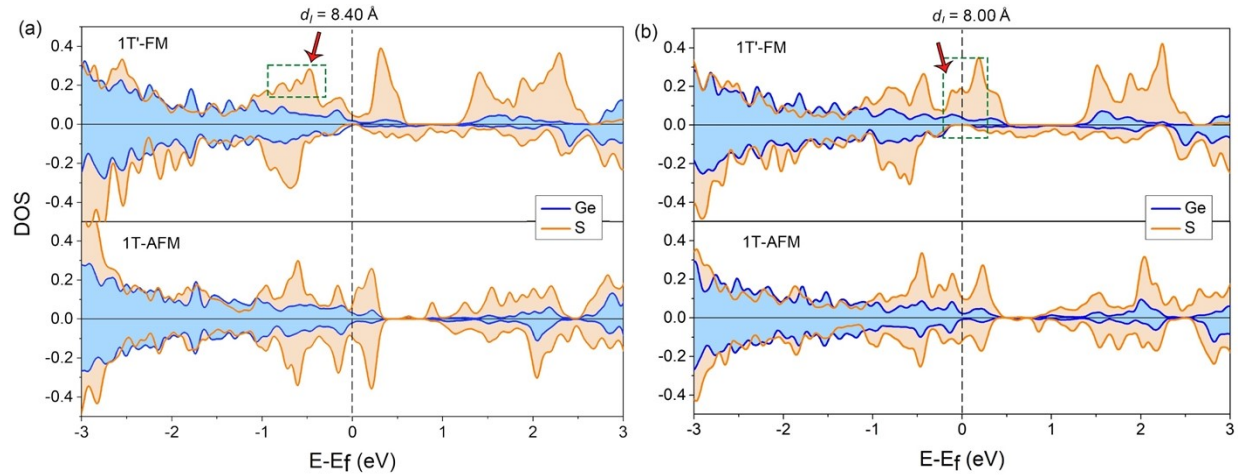 (a)
d_l = 8.40 Å
1T'-FM
0.4
0.2
0.0
-0.2
-0.4
Ge
S
1T-AFM
0.4
0.2
0.0
-0.2
-0.4
DOS
-3 -2 -1 0 1 2 3
E-Ef (eV)
(b)
d_l = 8.00 Å
1T'-FM
0.4
0.2
0.0
-0.2
-0.4
Ge
S
1T-AFM
0.4
0.2
0.0
-0.2
-0.4
-3 -2 -1 0 1 2 3
E-Ef (eV)